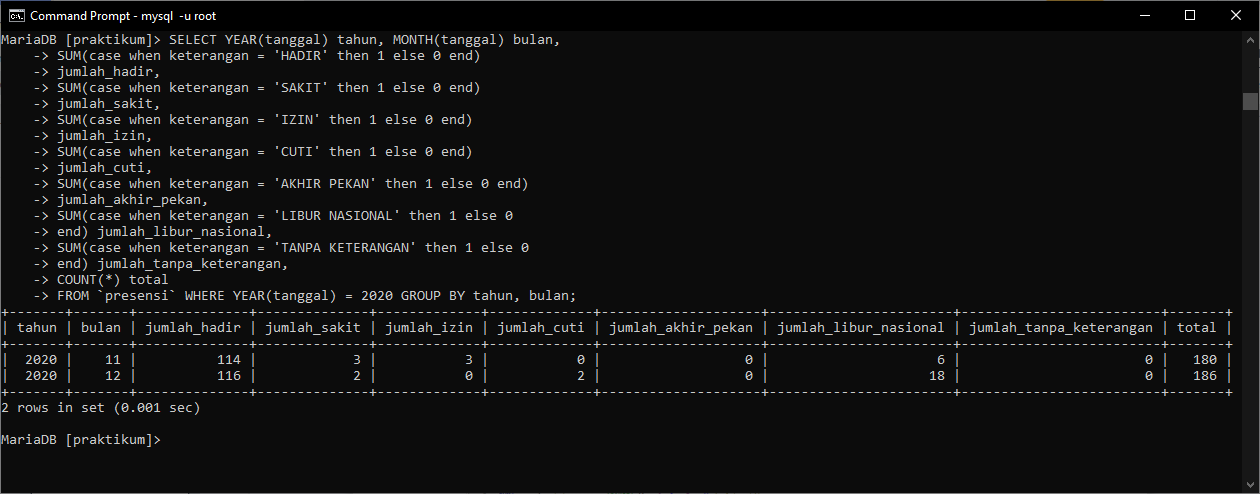 Command Prompt - mysql  -u root
MariaDB [praktikum]> SELECT YEAR(tanggal) tahun, MONTH(tanggal) bulan,
    -> SUM(case when keterangan = 'HADIR' then 1 else 0 end)
    -> jumlah_hadir,
    -> SUM(case when keterangan = 'SAKIT' then 1 else 0 end)
    -> jumlah_sakit,
    -> SUM(case when keterangan = 'IZIN' then 1 else 0 end)
    -> jumlah_izin,
    -> SUM(case when keterangan = 'CUTI' then 1 else 0 end)
    -> jumlah_cuti,
    -> SUM(case when keterangan = 'AKHIR PEKAN' then 1 else 0 end)
    -> jumlah_akhir_pekan,
    -> SUM(case when keterangan = 'LIBUR NASIONAL' then 1 else 0
    -> end) jumlah_libur_nasional,
    -> SUM(case when keterangan = 'TANPA KETERANGAN' then 1 else 0
    -> end) jumlah_tanpa_keterangan,
    -> COUNT(*) total
    -> FROM `presensi` WHERE YEAR(tanggal) = 2020 GROUP BY tahun, bulan;
+-------+-------+--------------+--------------+-------------+-------------+--------------------+-----------------------+-------------------------+-------+
| tahun | bulan | jumlah_hadir | jumlah_sakit | jumlah_izin | jumlah_cuti | jumlah_akhir_pekan | jumlah_libur_nasional | jumlah_tanpa_keterangan | total |
+-------+-------+--------------+--------------+-------------+-------------+--------------------+-----------------------+-------------------------+-------+
|  2020 |    11 |          114 |            3 |           3 |           0 |                  0 |                     6 |                       0 |   180 |
|  2020 |    12 |          116 |            2 |           0 |           2 |                  0 |                    18 |                       0 |   186 |
+-------+-------+--------------+--------------+-------------+-------------+--------------------+-----------------------+-------------------------+-------+
2 rows in set (0.001 sec)
MariaDB [praktikum]>